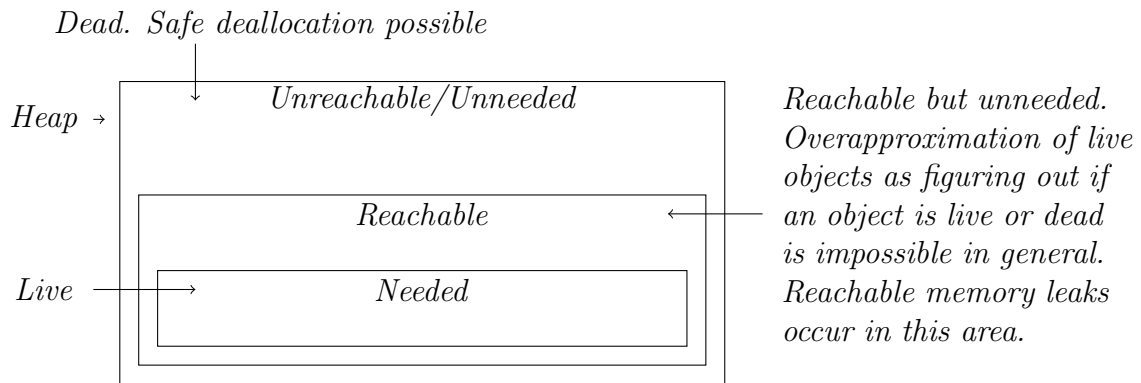 Dead. Safe deallocation possible
Unreachable/Unneeded
Heap
Reachable but unneeded.
Overapproximation of live
objects as figuring out if
an object is live or dead
is impossible in general.
Reachable memory leaks
occur in this area.
Reachable
Live
Needed